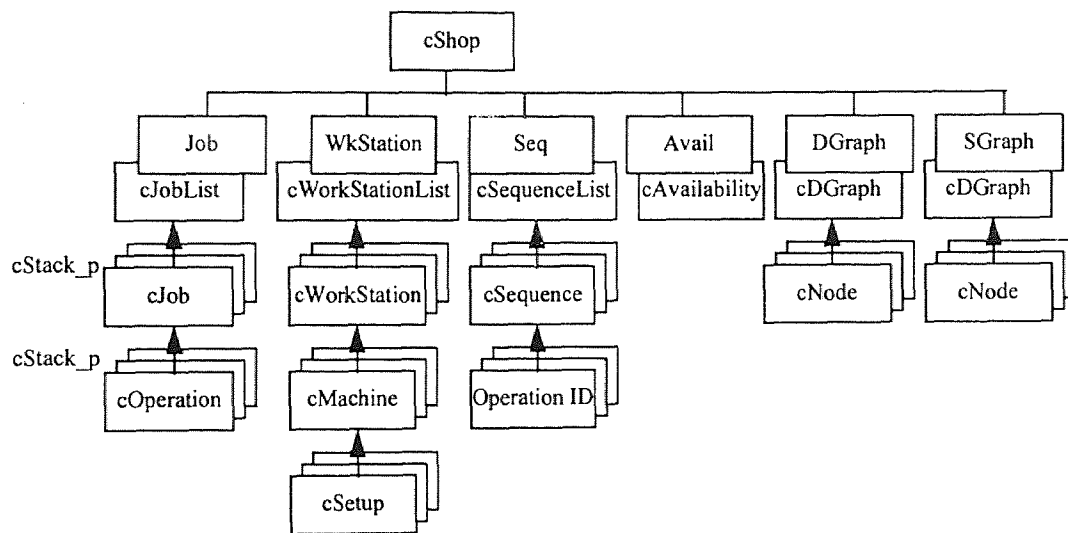 cShop
Job WkStation Seq Avail DGraph SGraph
cJobList cWorkStationList cSequenceList cAvailability cDGraph cDGraph
cStack_p
cJob cWorkStation cSequence cNode cNode
cStack_p
cOperation cMachine Operation ID
cSetup